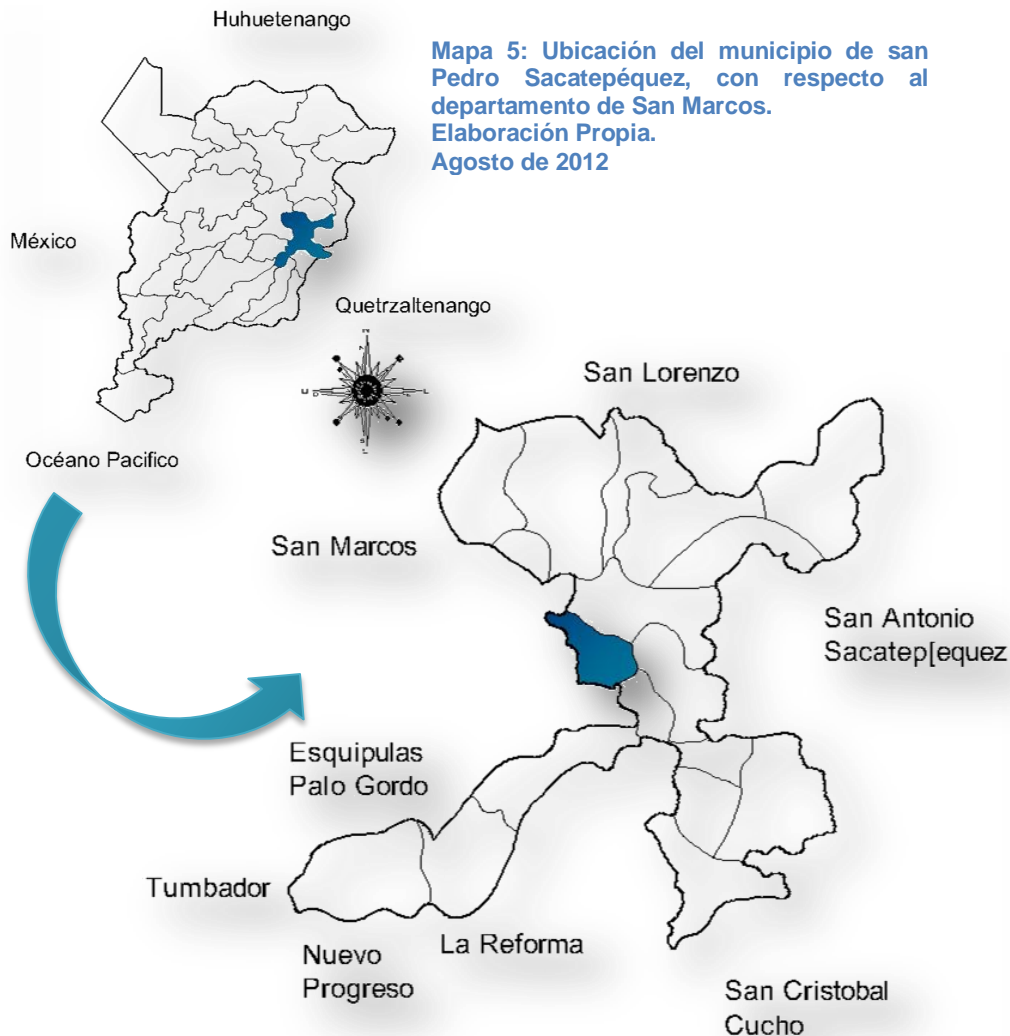 Huhuetenango
Mapa 5: Ubicación del municipio de san
Pedro Sacatepéquez, con respecto al
departamento de San Marcos.
Elaboración Propia.
Agosto de 2012
México
Quetrzaltenango
San Lorenzo
Océano Pacifico
San Marcos
San Antonio
Sacatep[equez
Esquipulas
Palo Gordo
Tumbador
La Reforma
Nuevo
Progreso
San Cristobal
Cucho